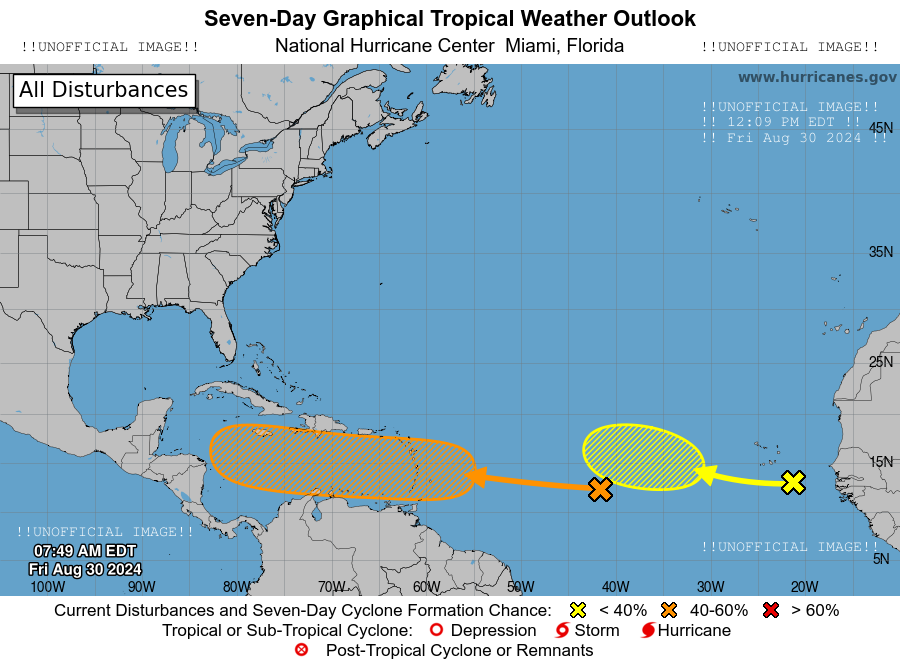 Seven-Day Graphical Tropical Weather Outlook
!!UNOFFICIAL IMAGE!! National Hurricane Center Miami, Florida !!UNOFFICIAL IMAGE!!
All Disturbances
www.hurricanes.gov
!!UNOFFICIAL IMAGE!!
!! 12:09 PM EDT !!
!! Fri Aug 30 2024 !!
45N
35N
25N
15N
!!UNOFFICIAL IMAGE!!
!!UNOFFICIAL IMAGE!!
07:49 AM EDT
5N
Fri Aug 30 2024
100W 90W 80W 70W 60W 50W 40W 30W 20W
Current Disturbances and Seven-Day Cyclone Formation Chance: < 40% 40-60% > 60%
Tropical or Sub-Tropical Cyclone: Depression Storm Hurricane
Post-Tropical Cyclone or Remnants